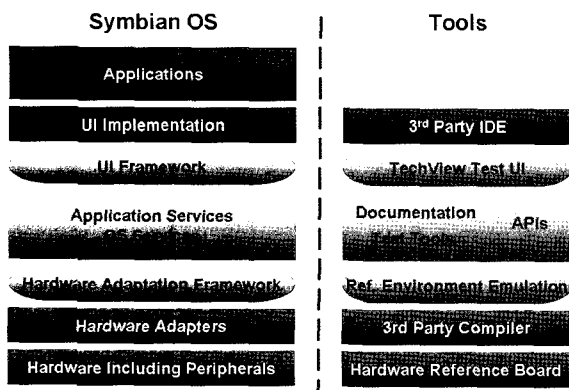 Symbian OS
Applications
UI Implementation
UI Framework
Application Services
Hardware Adaptation Framework
Hardware Adapters
Hardware Including Peripherals
Tools
3rd Party IDE
TechView Test UI
Documentation
APIs
Ref. Environment Emulation
3rd Party Compiler
Hardware Reference Board